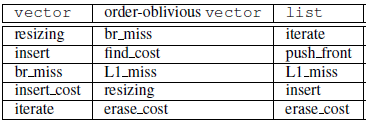 vector order-oblivious vector list
resizing br_miss iterate
insert find_cost push_front
br_miss L1_miss L1_miss
insert_cost resizing insert
iterate erase_cost erase_cost